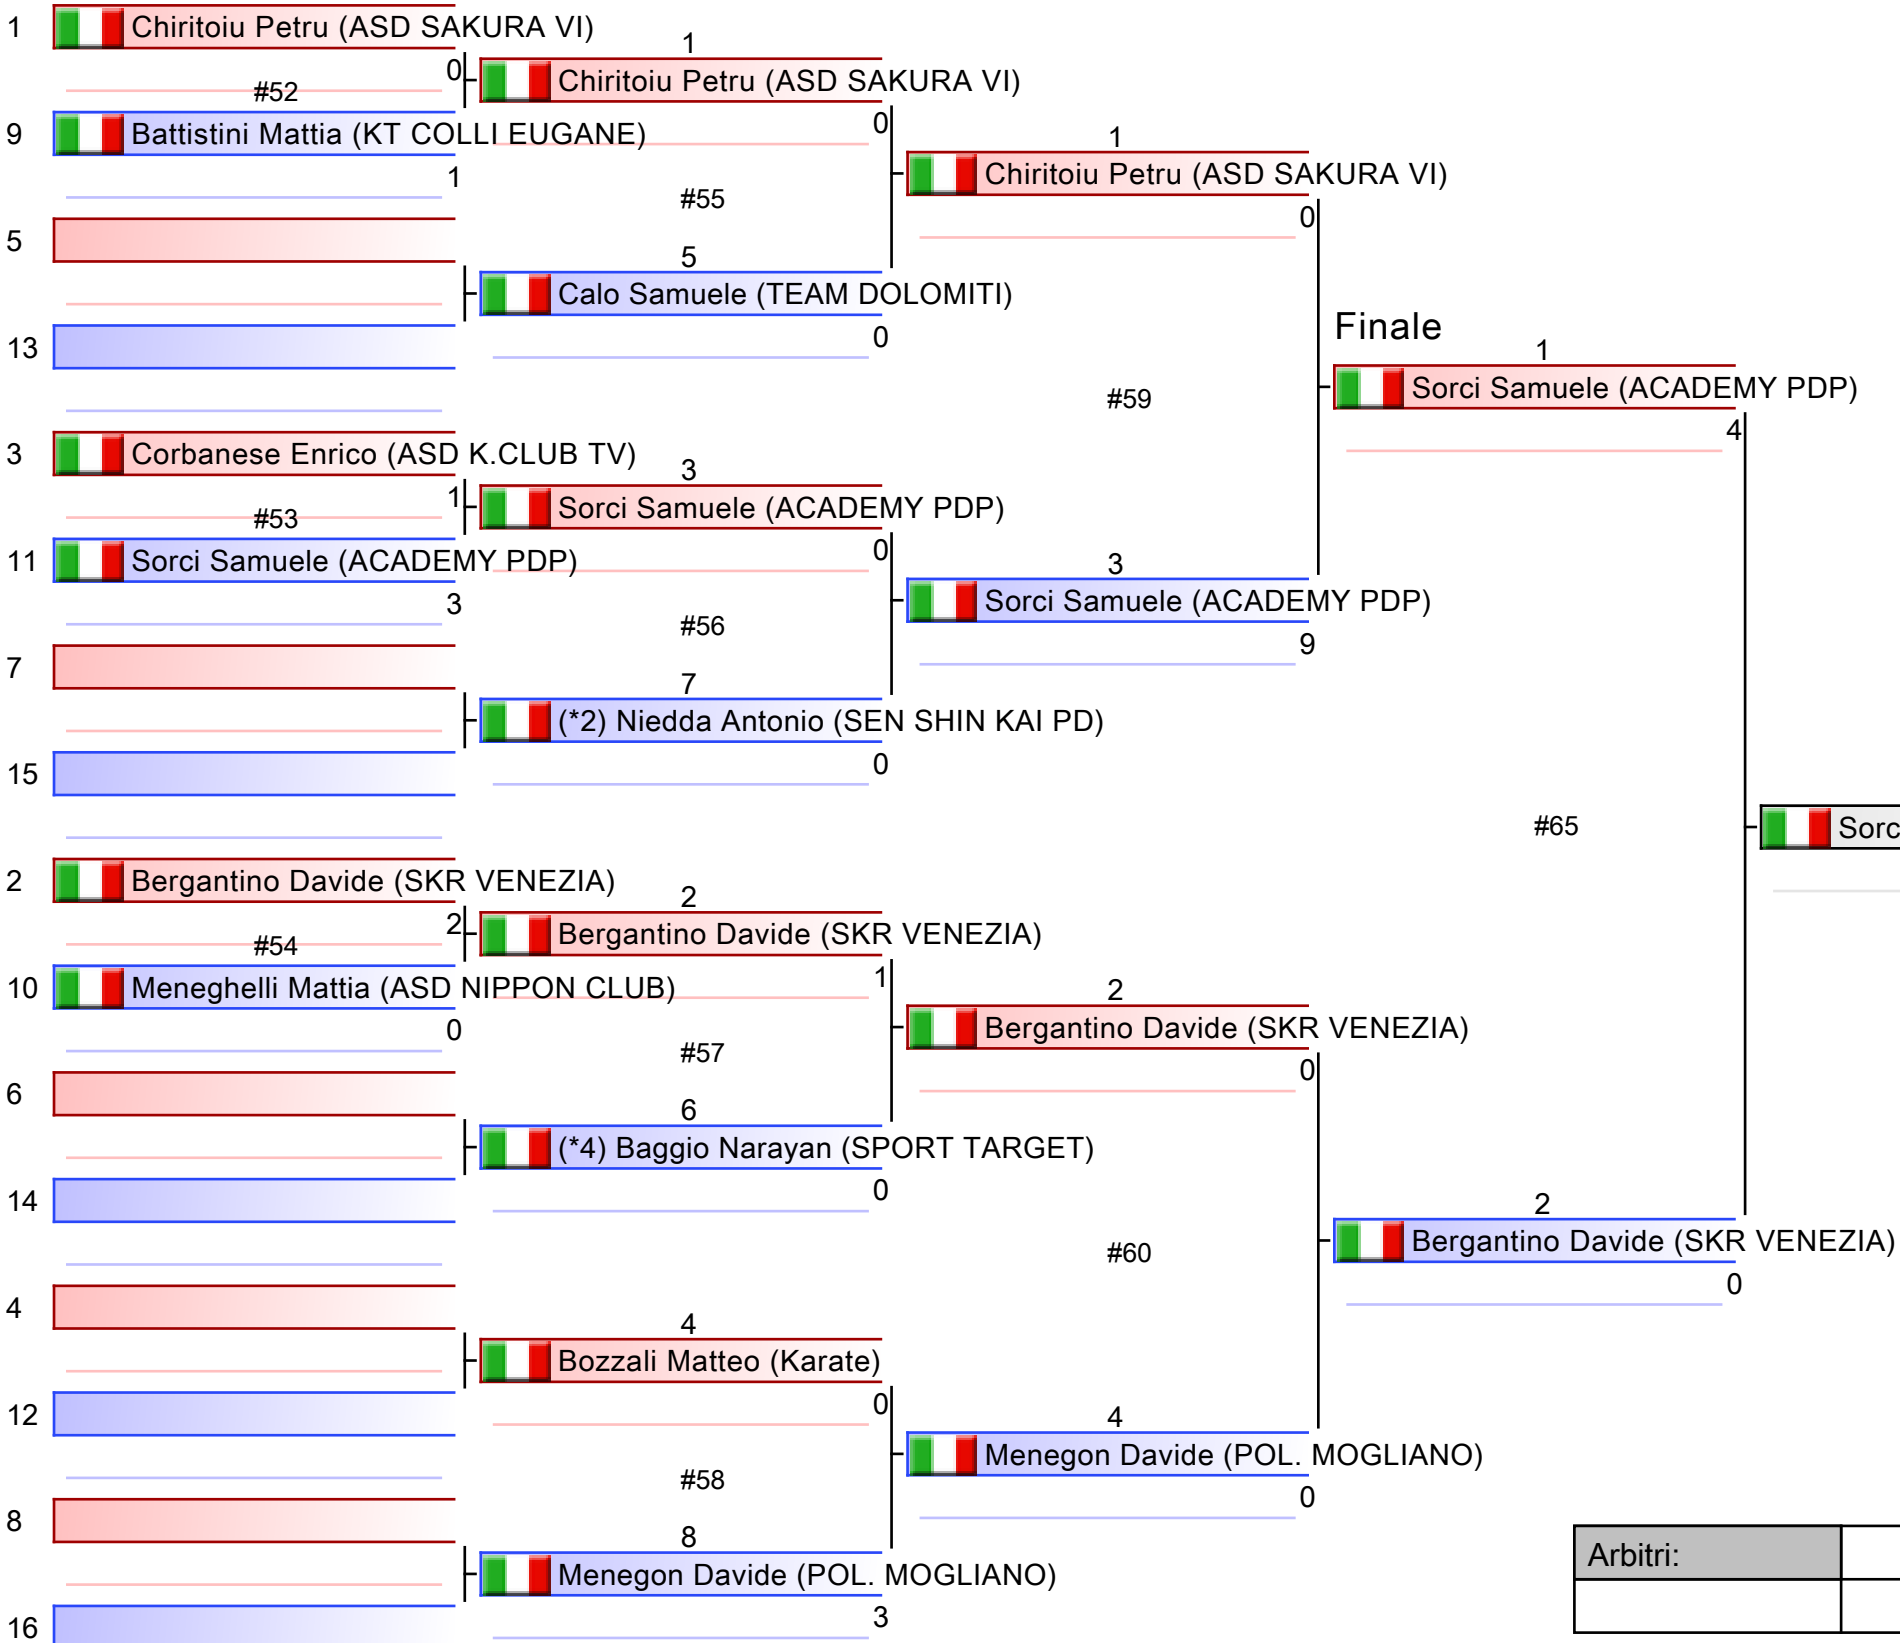 1 Chiritoiu Petru (ASD SAKURA VI)
0
#52
9 Battistini Mattia (KT COLLI EUGANE)
1
5
13
3 Corbanese Enrico (ASD K.CLUB TV)
1
#53
11 Sorci Samuele (ACADEMY PDP)
3
7
15
2 Bergantino Davide (SKR VENEZIA)
2
#54
10 Meneghelli Mattia (ASD NIPPON CLUB)
0
6
14
4
12
8
16
1
Chiritoiu Petru (ASD SAKURA VI)
0
#55
5
Calo Samuele (TEAM DOLOMITI)
0
3
Sorci Samuele (ACADEMY PDP)
0
#56
7
(*2) Niedda Antonio (SEN SHIN KAI PD)
0
2
Bergantino Davide (SKR VENEZIA)
1
#57
6
(*4) Baggio Narayan (SPORT TARGET)
0
4
Bozzali Matteo (Karate)
0
#58
8
Menegon Davide (POL. MOGLIANO)
3
1
Chiritoiu Petru (ASD SAKURA VI)
0
#59
3
Sorci Samuele (ACADEMY PDP)
9
2
Bergantino Davide (SKR VENEZIA)
0
#60
4
Menegon Davide (POL. MOGLIANO)
0
Finale
1
Sorci Samuele (ACADEMY PDP)
4
#65
2
Bergantino Davide (SKR VENEZIA)
0
Sorc
Arbitri: